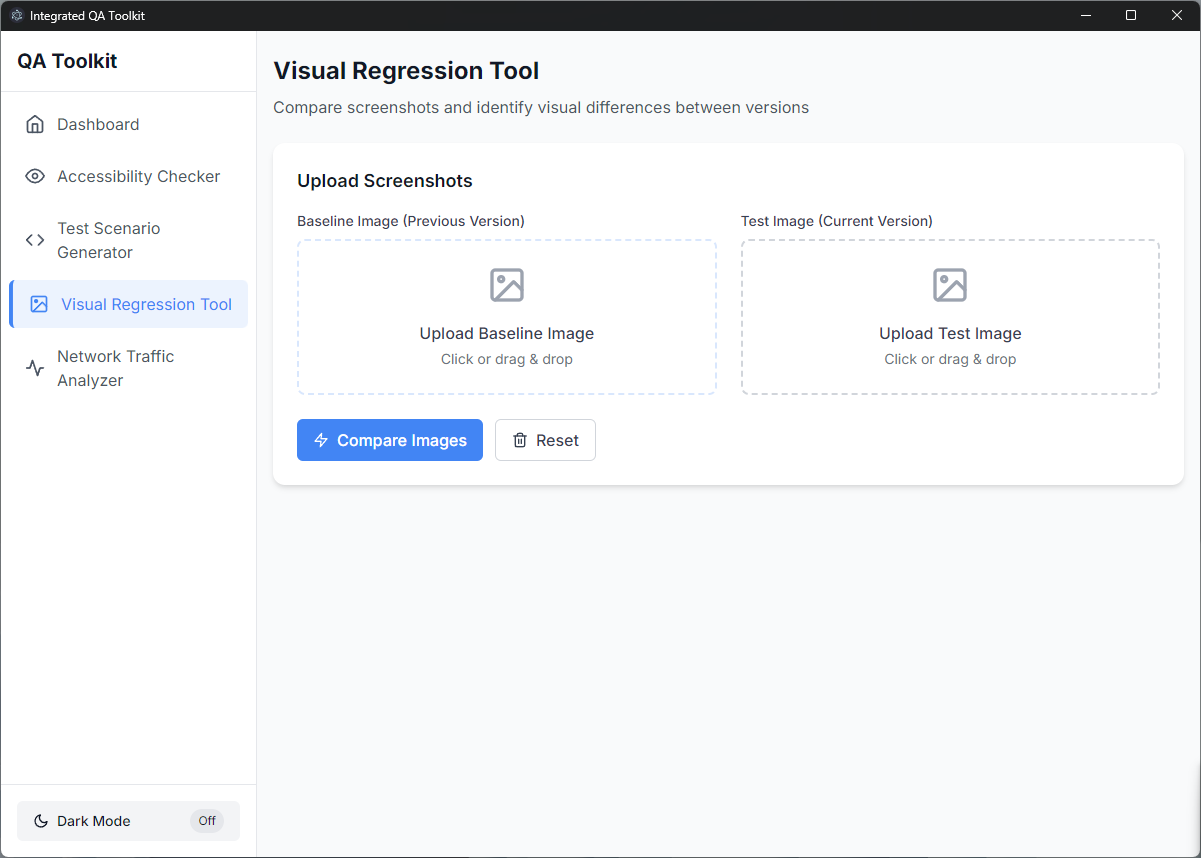 Integrated QA Toolkit
QA Toolkit
Dashboard
Accessibility Checker
Test Scenario
Generator
Visual Regression Tool
Network Traffic
Analyzer
Dark Mode
Off
Visual Regression Tool
Compare screenshots and identify visual differences between versions
Upload Screenshots
Baseline Image (Previous Version)
Upload Baseline Image
Click or drag & drop
Test Image (Current Version)
Upload Test Image
Click or drag & drop
Compare Images
Reset